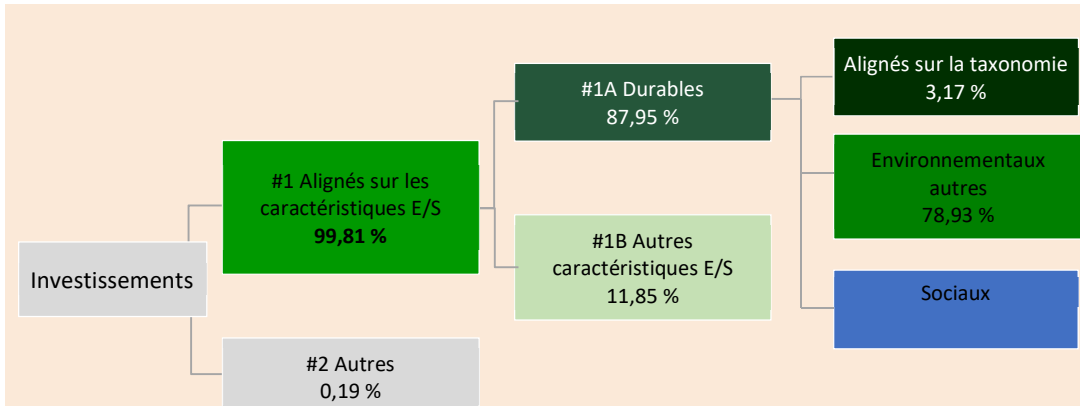 Investissements
#1 Alignés sur les
caractéristiques E/S
99,81 %
#2 Autres
0,19 %
#1A Durables
87,95 %
#1B Autres
caractéristiques E/S
11,85 %
Alignés sur la taxonomie
3,17 %
Environnementaux
autres
78,93 %
Sociaux